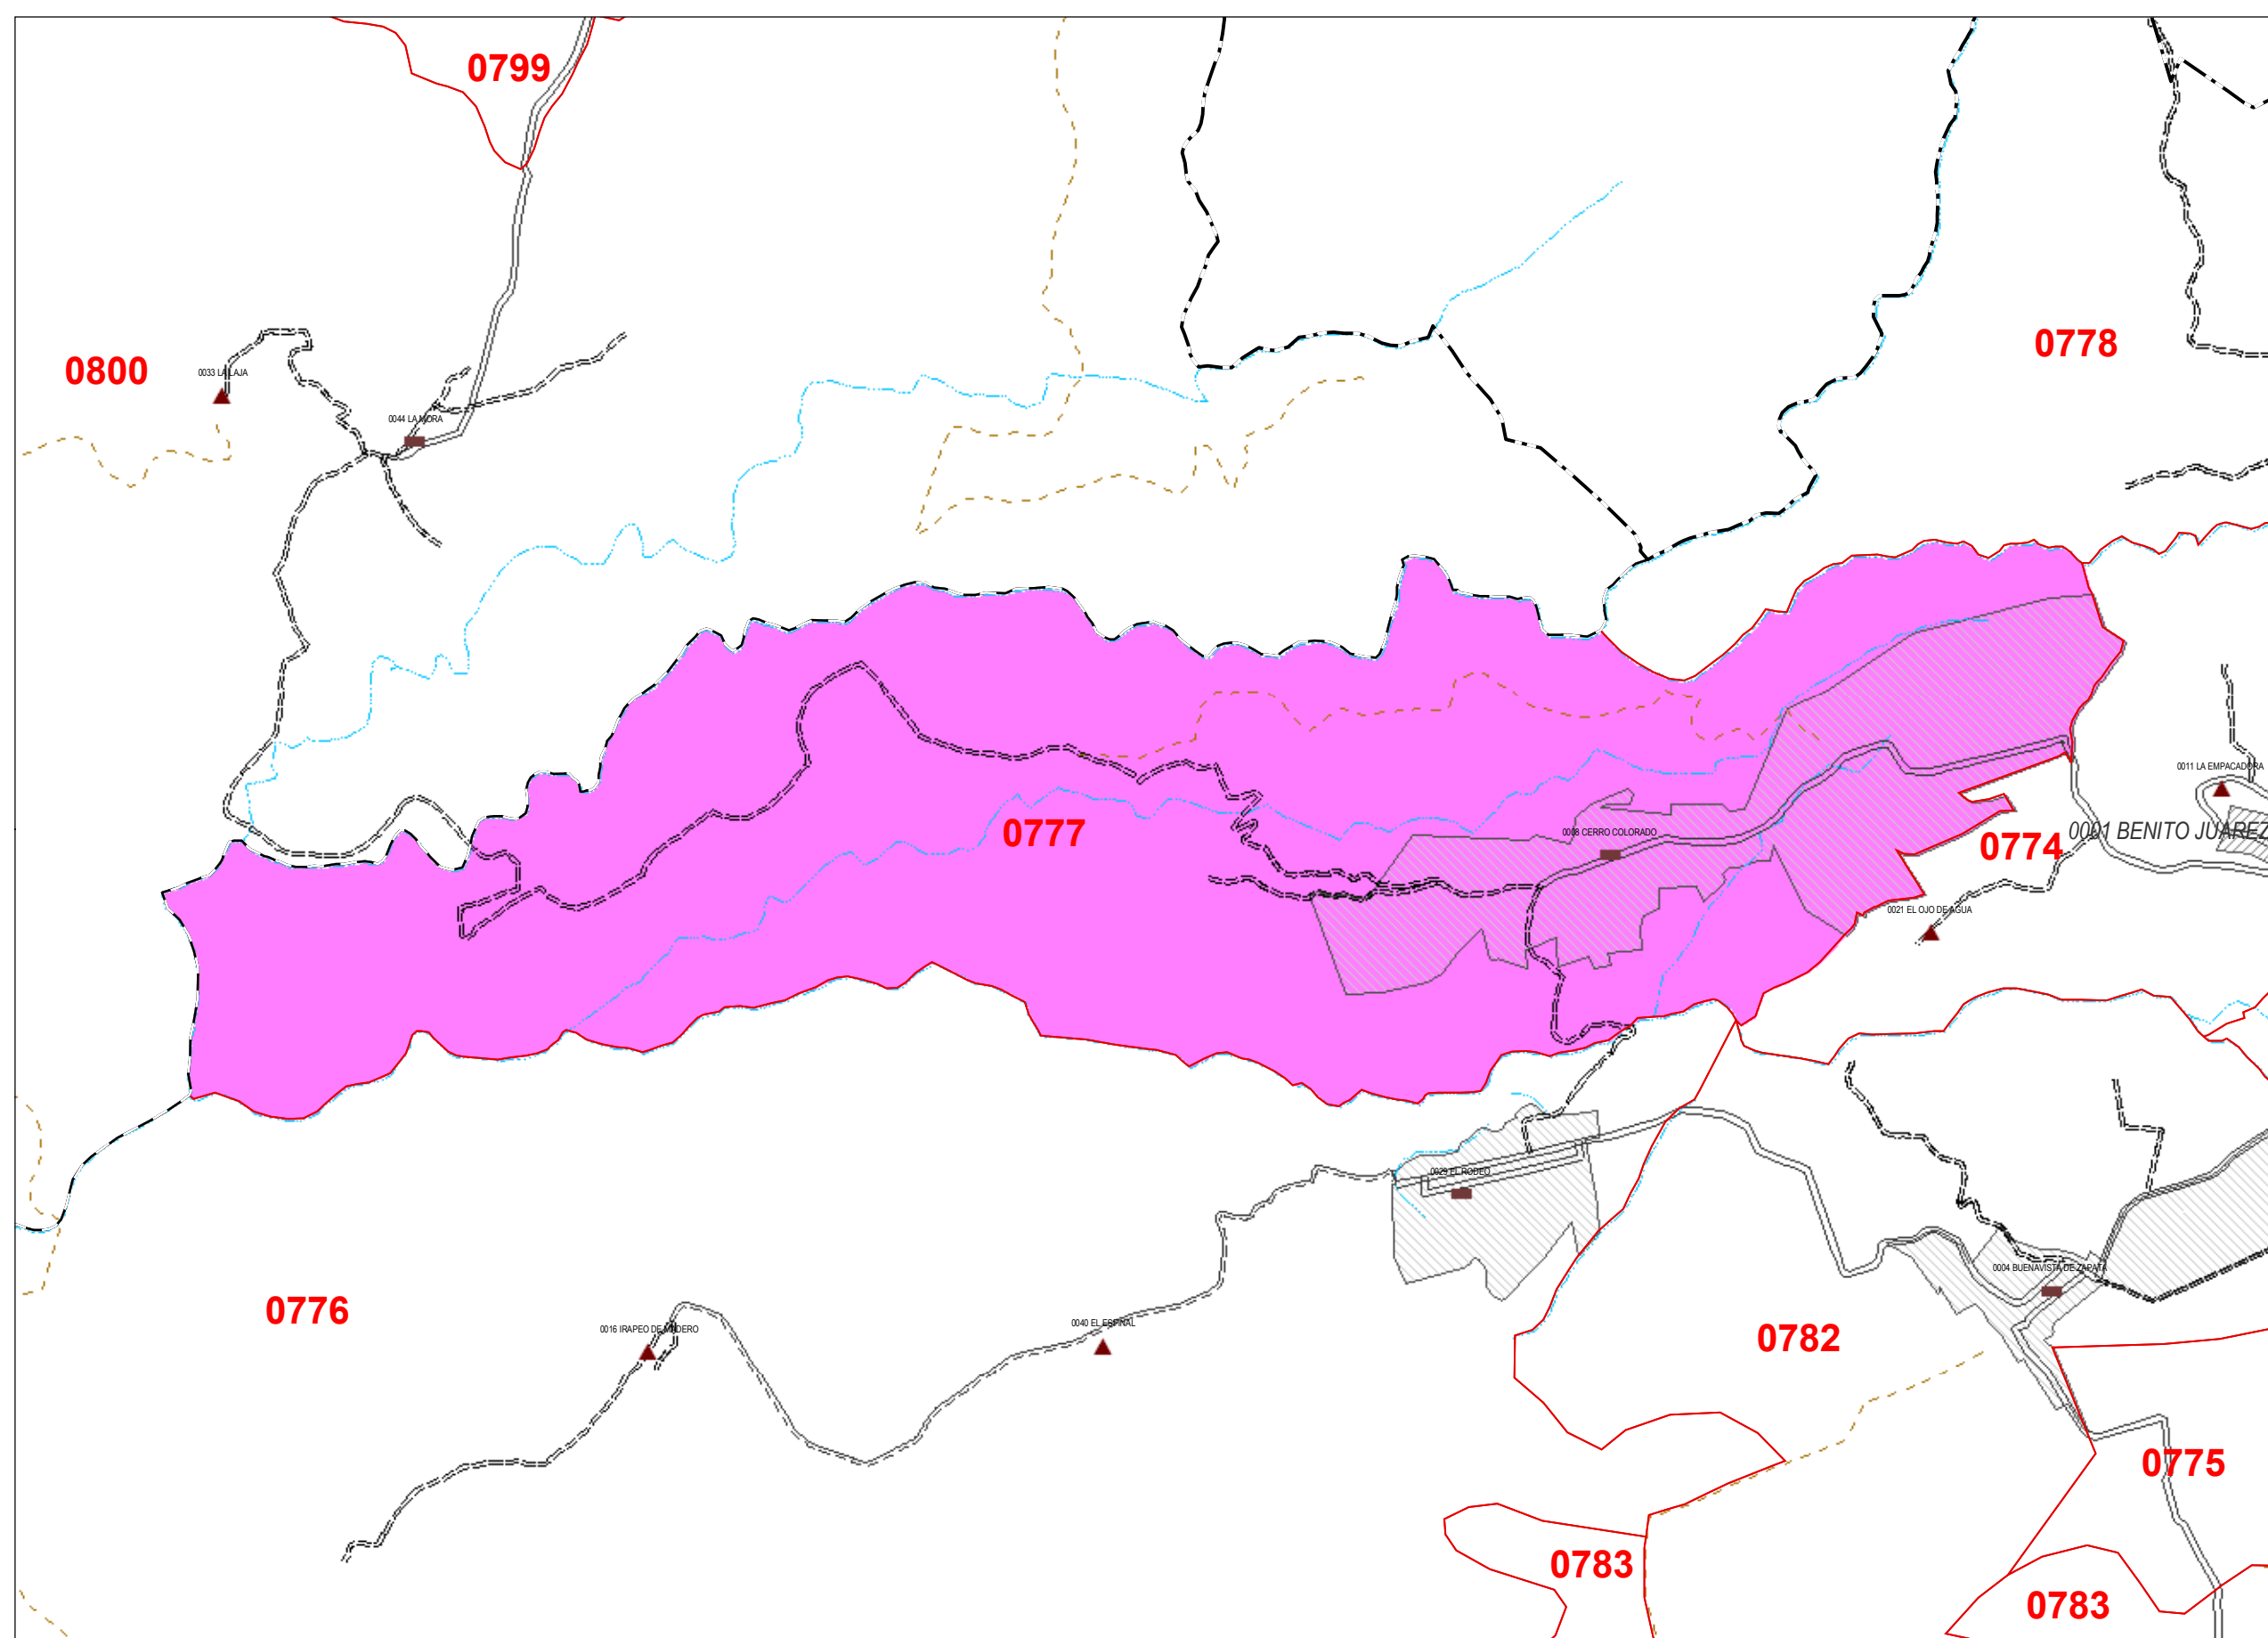 0799
0778
0800
0033 LA LAJA
0044 LA MORA
0011 LA EMPACADORA
0777
0008 CERRO COLORADO
0001 BENITO JUAREZ
0774
0021 EL OJO DE AGUA
0029 EL RODEO
0004 BUENAVISTA DE ZAPATA
0776
0016 IRAPEO DE MADERO
0040 EL ESPINAL
0782
0775
0783
0783